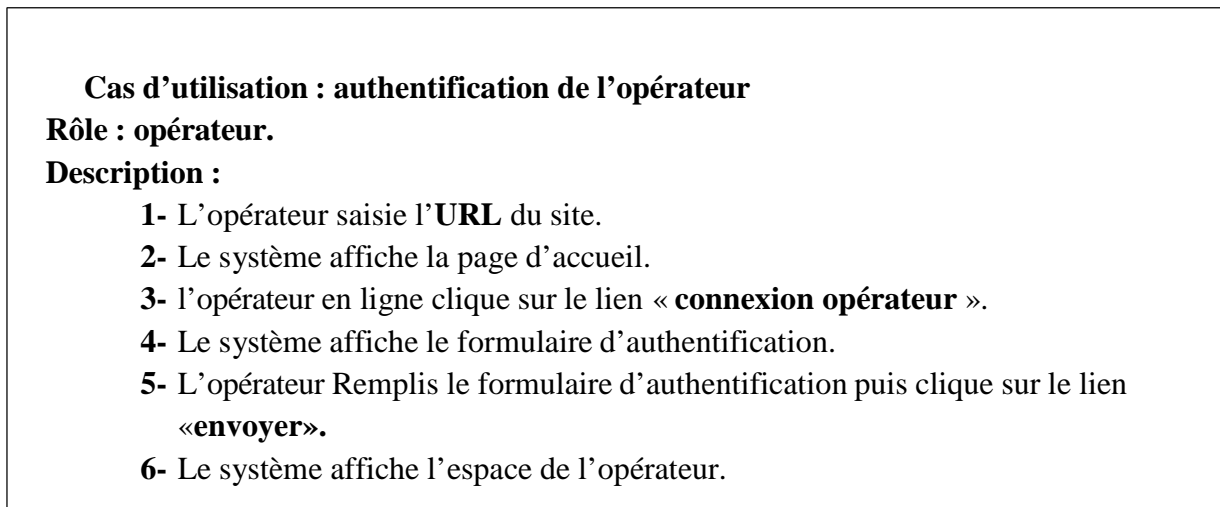 Cas d’utilisation : authentification de l’opérateur
Rôle : opérateur.
Description :
1- L’opérateur saisie l’URL du site.
2- Le système affiche la page d’accueil.
3- l’opérateur en ligne clique sur le lien « connexion opérateur ».
4- Le système affiche le formulaire d’authentification.
5- L’opérateur Remplis le formulaire d’authentification puis clique sur le lien
«envoyer».
6- Le système affiche l’espace de l’opérateur.